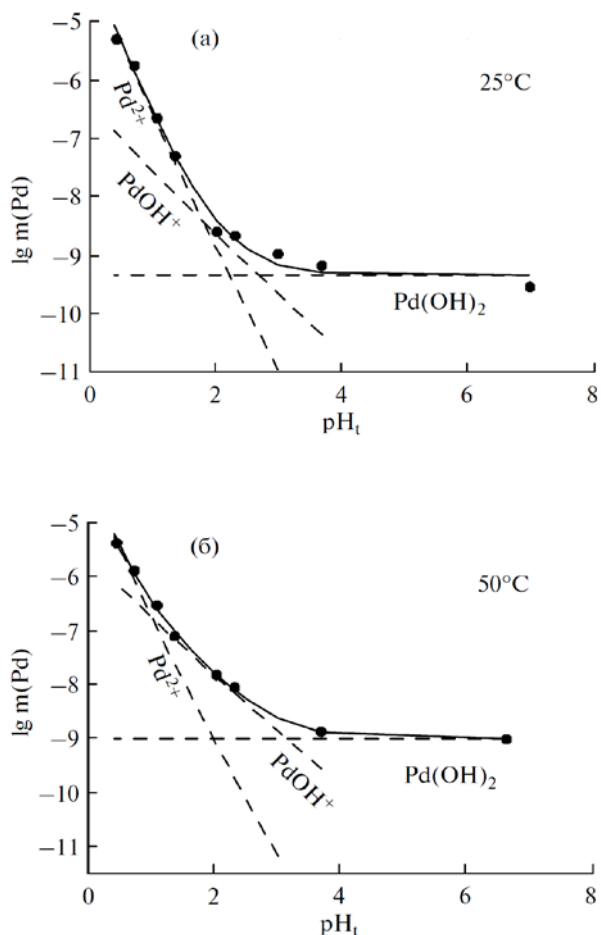 (а)
25°C
−5
−6
−7
−8
−9
−10
−11
lg m(Pd)
Pd²⁺
PdOH⁺
Pd(OH)₂
0 2 4 6 8
pHₜ
(б)
50°C
−5
−6
−7
−8
−9
−10
−11
lg m(Pd)
Pd²⁺
PdOH⁺
Pd(OH)₂
0 2 4 6 8
pHₜ